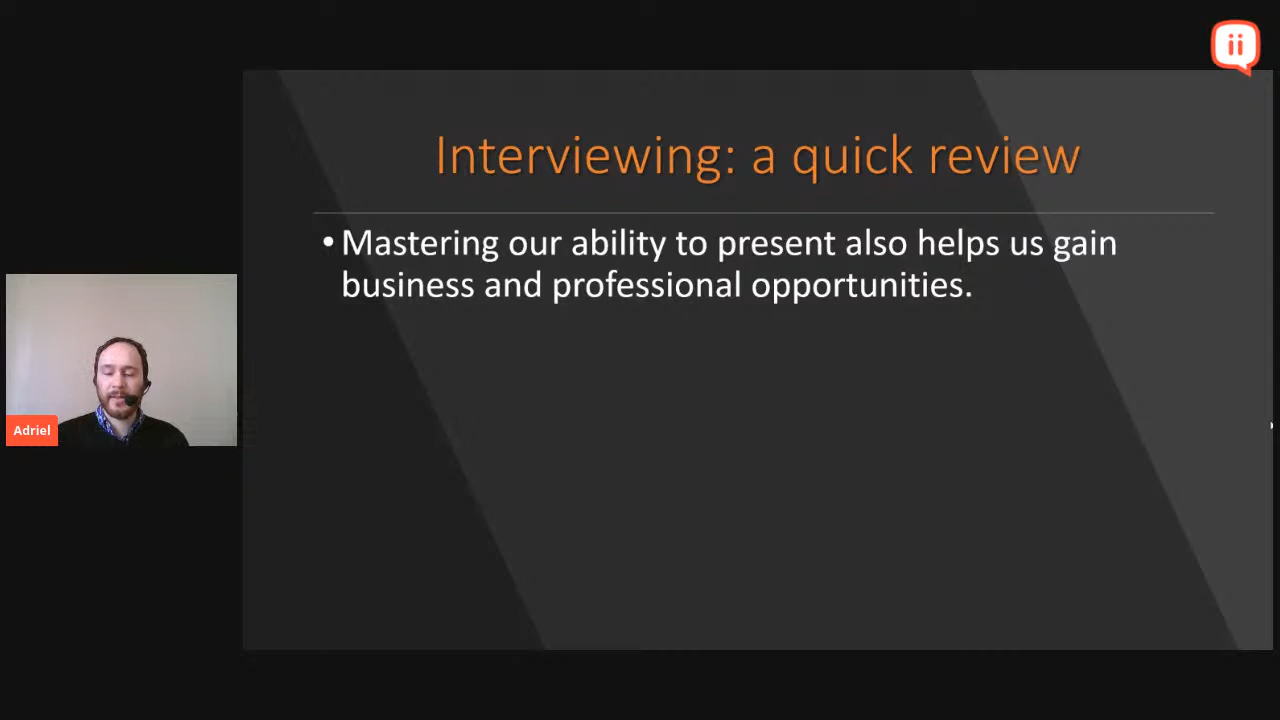 ii
Interviewing: a quick review
• Mastering our ability to present also helps us gain
business and professional opportunities.
Adriel